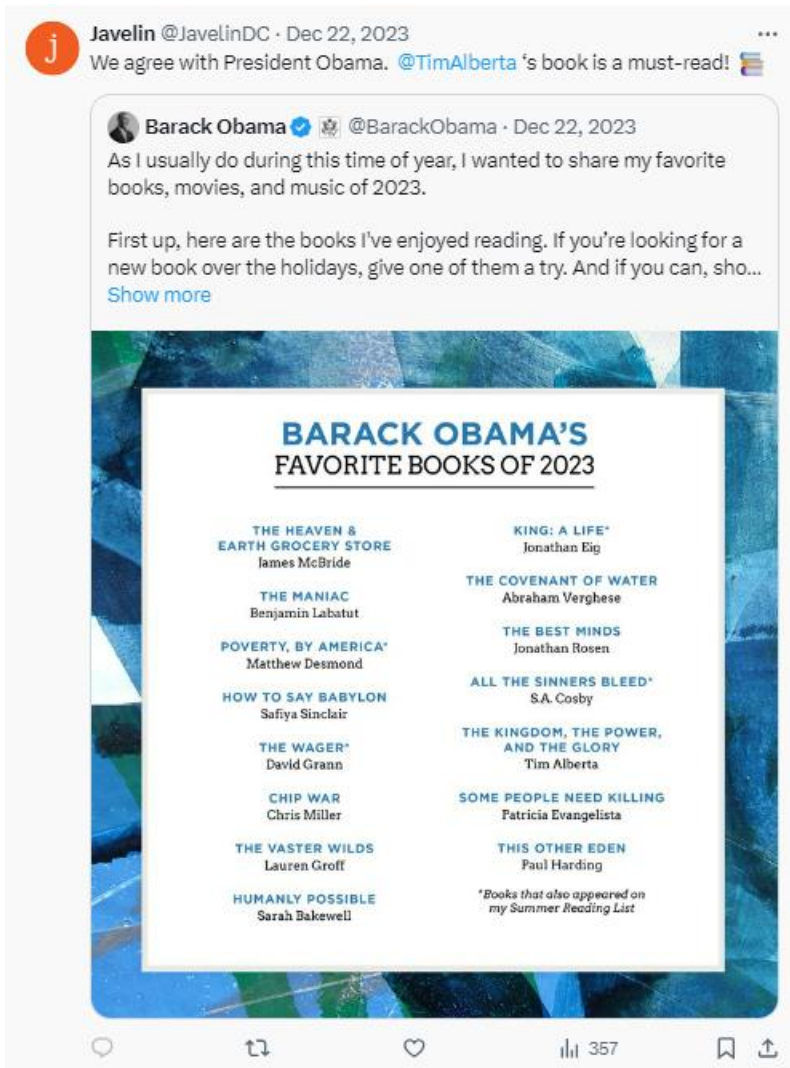 j
Javelin @JavelinDC · Dec 22, 2023
We agree with President Obama. @TimAlberta ‘s book is a must-read! 📚
Barack Obama @BarackObama · Dec 22, 2023
As I usually do during this time of year, I wanted to share my favorite
books, movies, and music of 2023.
First up, here are the books I've enjoyed reading. If you’re looking for a
new book over the holidays, give one of them a try. And if you can, sho...
Show more
BARACK OBAMA’S
FAVORITE BOOKS OF 2023
THE HEAVEN &
EARTH GROCERY STORE
James McBride
THE MANIAC
Benjamin Labatut
POVERTY, BY AMERICA*
Matthew Desmond
HOW TO SAY BABYLON
Safiya Sinclair
THE WAGER*
David Grann
CHIP WAR
Chris Miller
THE VASTER WILDS
Lauren Groff
HUMANLY POSSIBLE
Sarah Bakewell
KING: A LIFE*
Jonathan Eig
THE COVENANT OF WATER
Abraham Verghese
THE BEST MINDS
Jonathan Rosen
ALL THE SINNERS BLEED*
S.A. Cosby
THE KINGDOM, THE POWER,
AND THE GLORY
Tim Alberta
SOME PEOPLE NEED KILLING
Patricia Evangelista
THIS OTHER EDEN
Paul Harding
*Books that also appeared on
my Summer Reading List
357